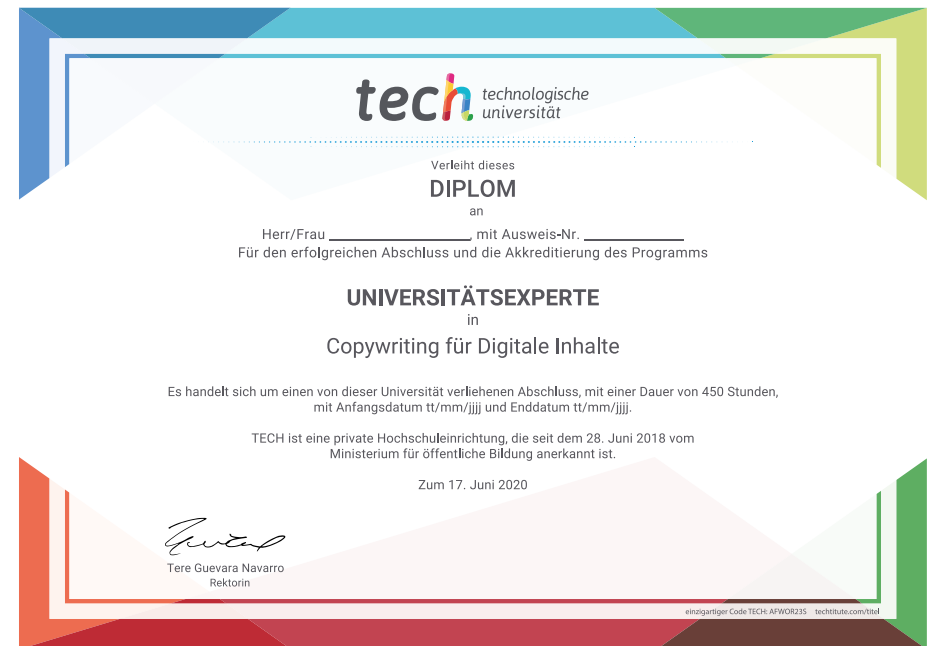 tech technologische
universität
Verleiht dieses
DIPLOM
an
Herr/Frau ____________, mit Ausweis-Nr. ____________
Für den erfolgreichen Abschluss und die Akkreditierung des Programms
UNIVERSITÄTSEXPERTE
in
Copywriting für Digitale Inhalte
Es handelt sich um einen von dieser Universität verliehenen Abschluss, mit einer Dauer von 450 Stunden,
mit Anfangsdatum tt/mm/jjjj und Enddatum tt/mm/jjjj.
TECH ist eine private Hochschuleinrichtung, die seit dem 28. Juni 2018 vom
Ministerium für öffentliche Bildung anerkannt ist.
Zum 17. Juni 2020
Tere Guevara Navarro
Rektorin
einzigartiger Code TECH: AFWOR23S techtitute.com/titel